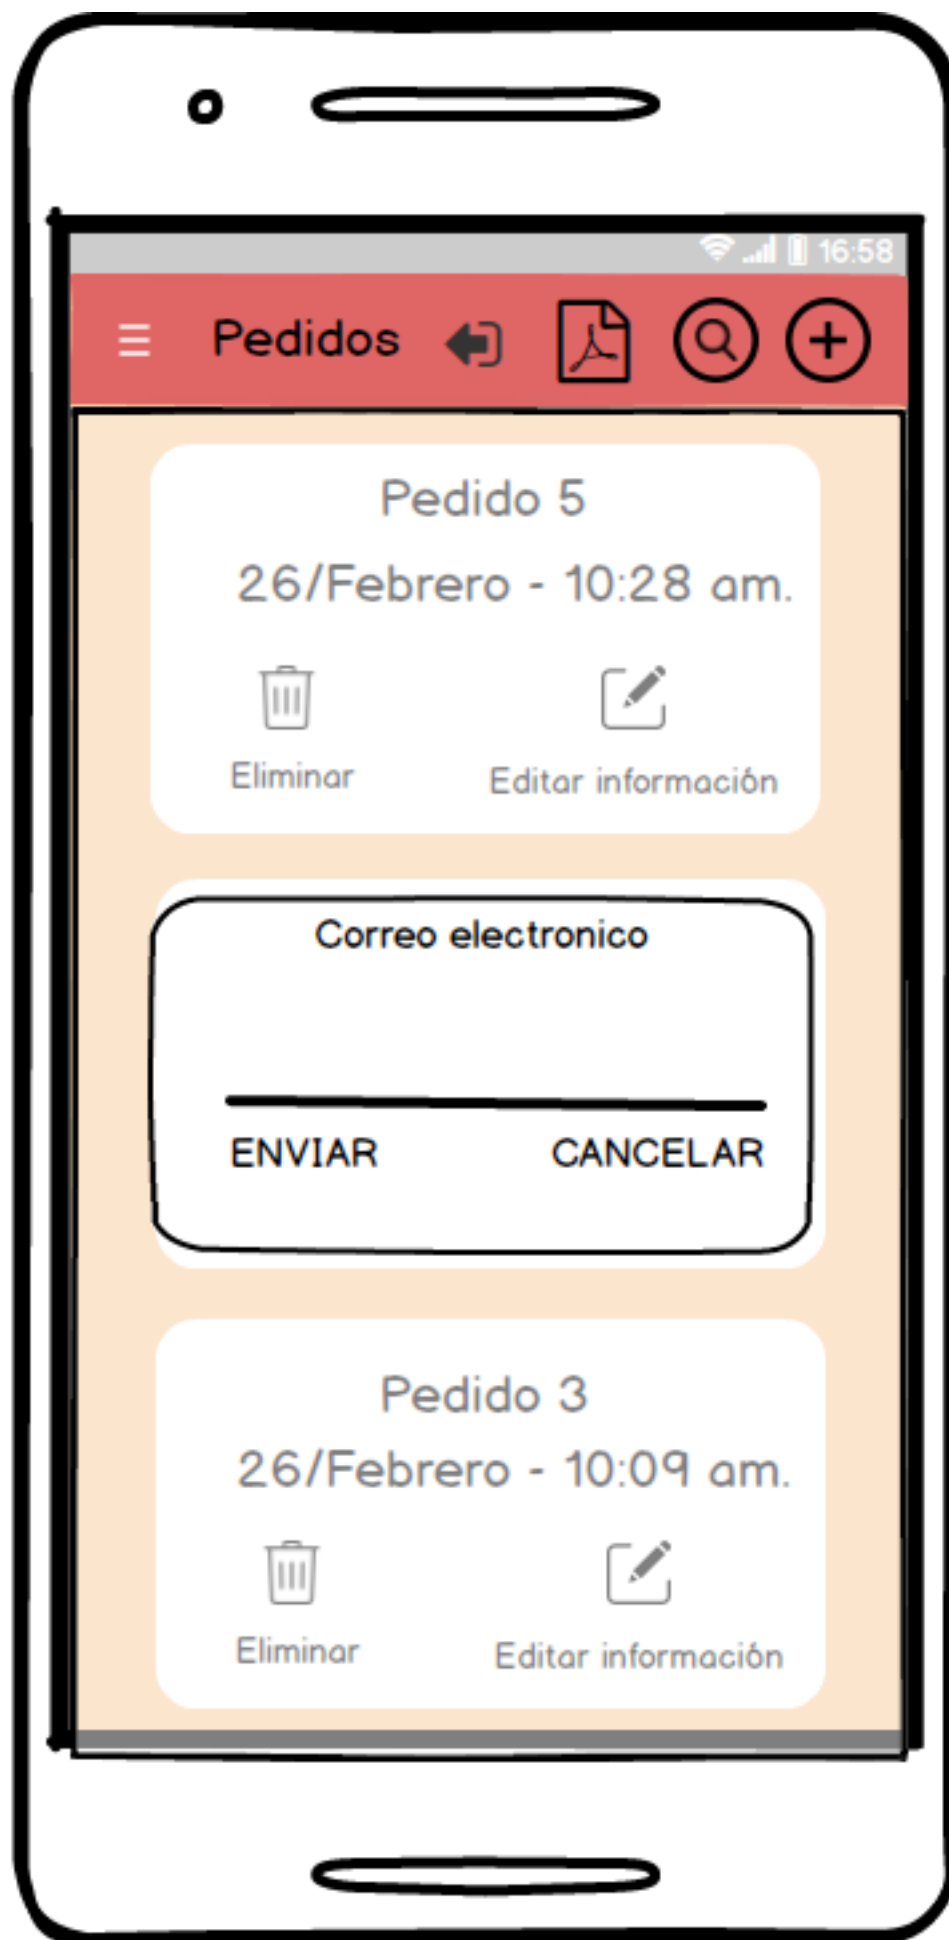 16:58
Pedidos
Pedido 5
26/Febrero - 10:28 am.
Eliminar Editar información
Correo electronico
ENVIAR CANCELAR
Pedido 3
26/Febrero - 10:09 am.
Eliminar Editar información